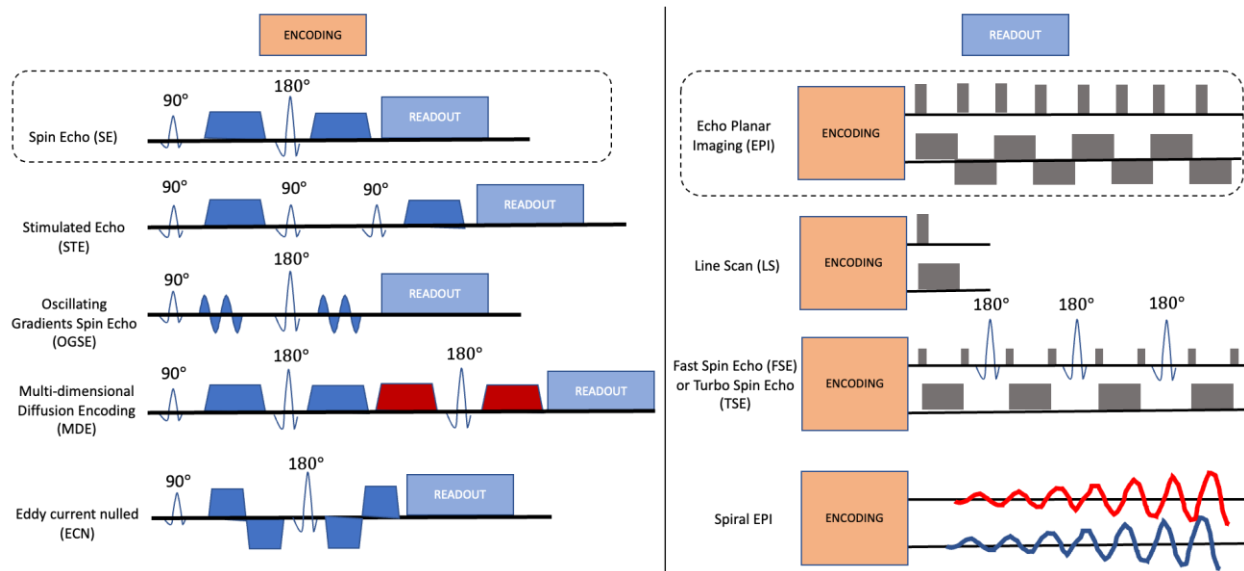 ENCODING
90°
180°
Spin Echo (SE)
READOUT
90°
90°
90°
Stimulated Echo
(STE)
READOUT
90°
180°
Oscillating
Gradients Spin Echo
(OGSE)
READOUT
90°
180°
180°
Multi-dimensional
Diffusion Encoding
(MDE)
READOUT
90°
180°
Eddy current nulled
(ECN)
READOUT
READOUT
Echo Planar
Imaging (EPI)
ENCODING
Line Scan (LS)
ENCODING
180°
180°
180°
Fast Spin Echo (FSE)
or Turbo Spin Echo
(TSE)
ENCODING
Spiral EPI
ENCODING